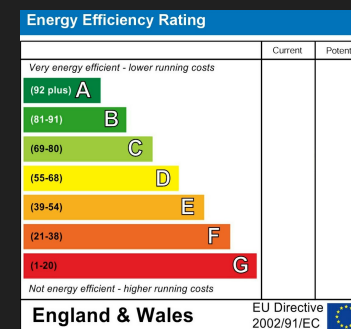 Energy Efficiency Rating
Current Potent
Very energy efficient - lower running costs
(92 plus) A
(81-91) B
(69-80) C
(55-68) D
(39-54) E
(21-38) F
(1-20) G
Not energy efficient - higher running costs
England & Wales
EU Directive
2002/91/EC